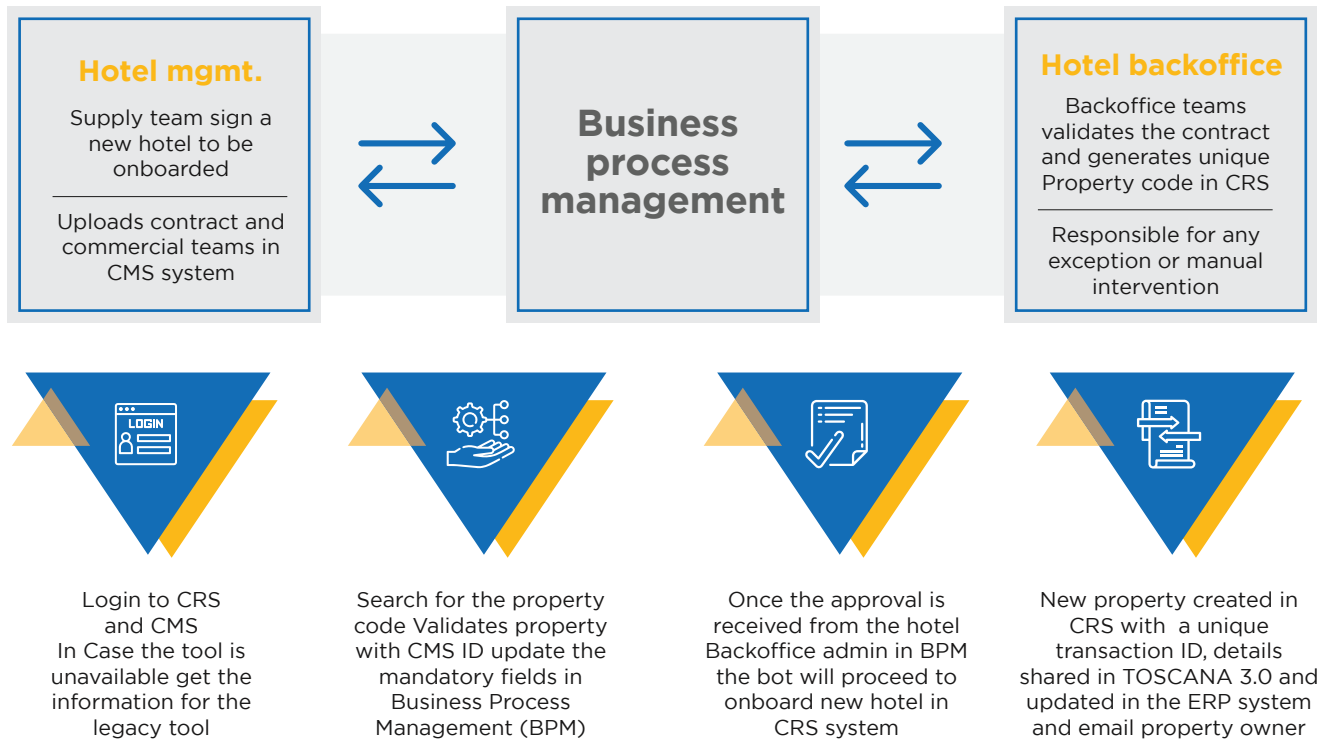 Hotel mgmt.
Supply team sign a
new hotel to be
onboarded
Uploads contract and
commercial teams in
CMS system
Business
process
management
Hotel backoffice
Backoffice teams
validates the contract
and generates unique
Property code in CRS
Responsible for any
exception or manual
intervention
LOGIN
Login to CRS
and CMS
In Case the tool is
unavailable get the
information for the
legacy tool
Search for the property
code Validates property
with CMS ID update the
mandatory fields in
Business Process
Management (BPM)
Once the approval is
received from the hotel
Backoffice admin in BPM
the bot will proceed to
onboard new hotel in
CRS system
New property created in
CRS with  a unique
transaction ID, details
shared in TOSCANA 3.0 and
updated in the ERP system
and email property owner